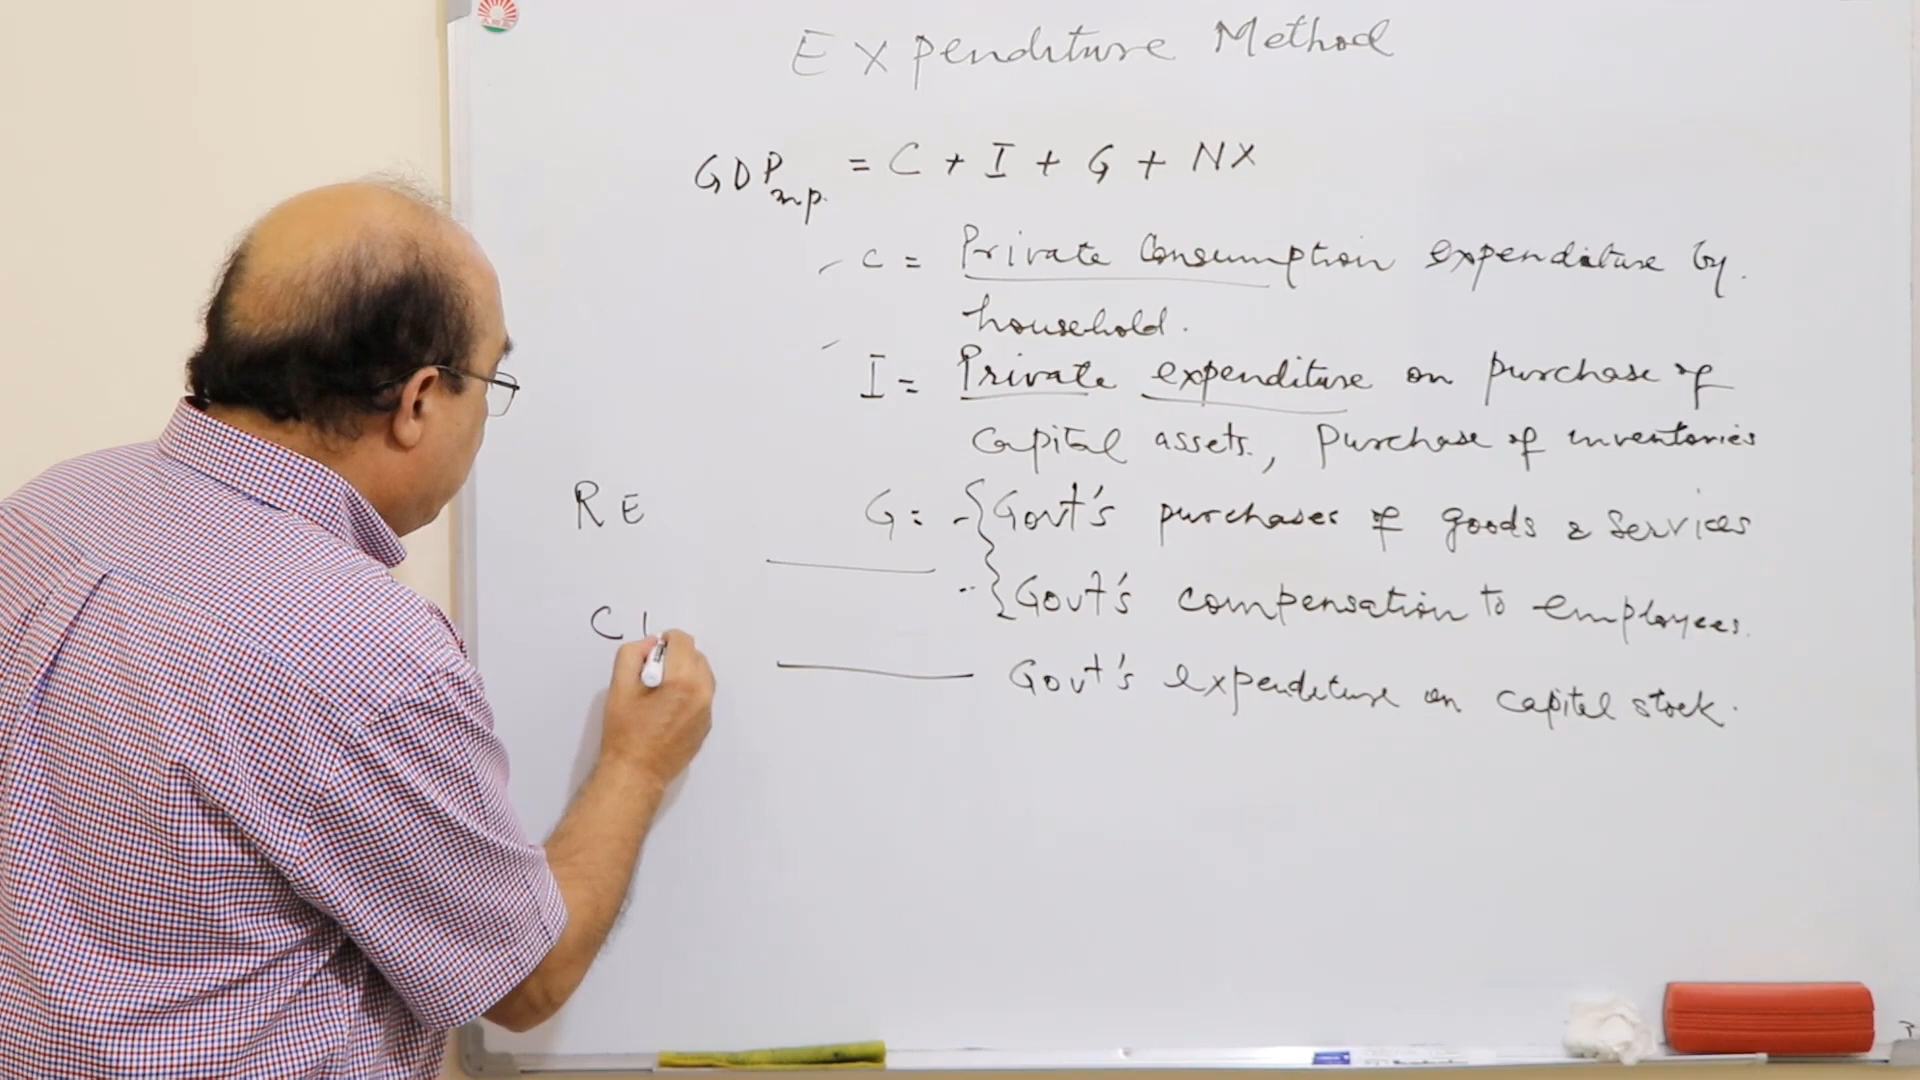 Expenditure Method
GDPmp. = C + I + G + NX
C = Private Consumption expenditure by.
household.
I = Private expenditure on purchase of
Capital assets., Purchase of inventories
RE G: - {Govt's purchases of goods & Services
{Govt's compensation to employees.
C
Govt's expenditure on capital stock.